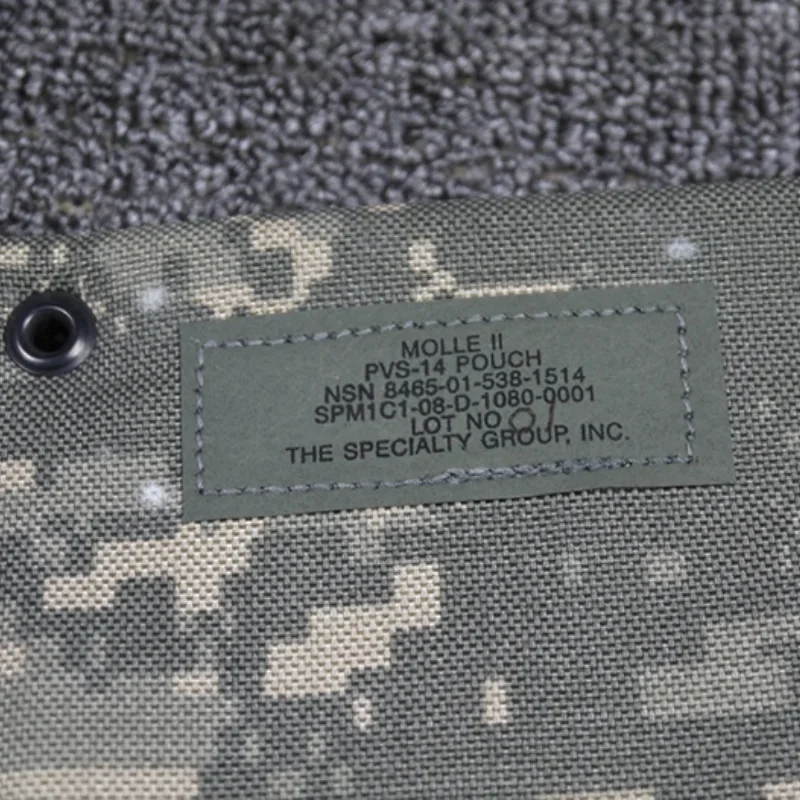 MOLLE II
PVS-14 POUCH
NSN 8465-01-538-1514
SPM1C1-08-D-1080-0001
LOT NO 01
THE SPECIALTY GROUP, INC.